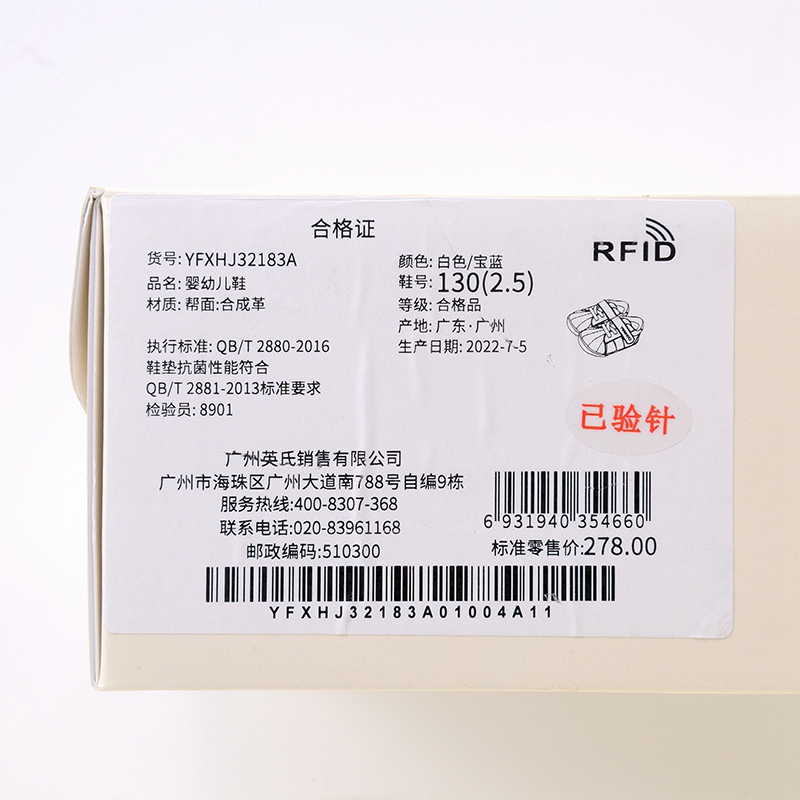 合格证
货号: YFXHJ32183A
品名: 婴幼儿鞋
材质: 帮面:合成革
颜色: 白色/宝蓝
鞋号: 130(2.5)
等级: 合格品
产地: 广东·广州
生产日期: 2022-7-5
RFID
执行标准: QB/T 2880-2016
鞋垫抗菌性能符合
QB/T 2881-2013标准要求
检验员: 8901
已验针
广州英氏销售有限公司
广州市海珠区广州大道南788号自编9栋
服务热线:400-8307-368
联系电话:020-83961168
邮政编码:510300
6 931940 354660
标准零售价:278.00
YFXHJ32183A01004A11